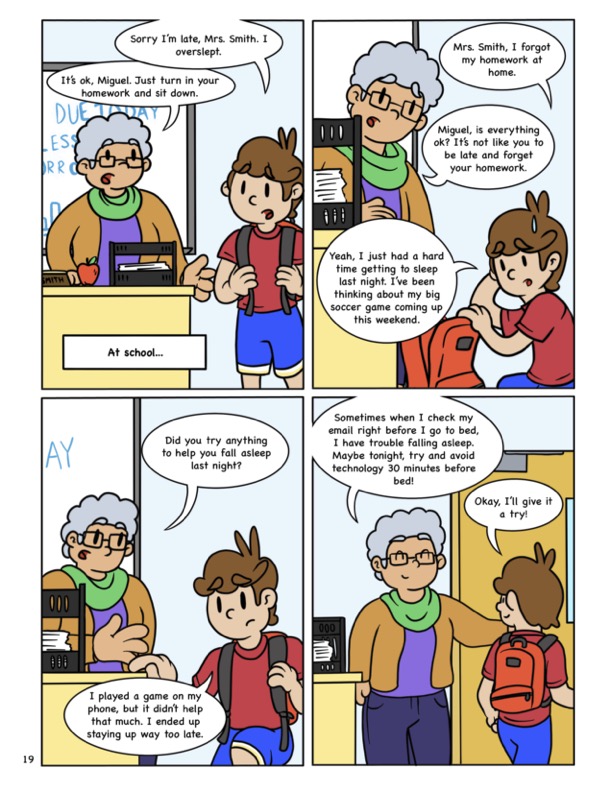 Sorry I'm late, Mrs. Smith. I
overslept.
It's ok, Miguel. Just turn in your
homework and sit down.
DUE TODAY
LESS
ORRO
SMITH
At school...
Mrs. Smith, I forgot
my homework at
home.
Miguel, is everything
ok? It's not like you to
be late and forget
your homework.
Yeah, I just had a hard
time getting to sleep
last night. I've been
thinking about my big
soccer game coming up
this weekend.
AY
Did you try anything
to help you fall asleep
last night?
I played a game on my
phone, but it didn't help
that much. I ended up
staying up way too late.
Sometimes when I check my
email right before I go to bed,
I have trouble falling asleep.
Maybe tonight, try and avoid
technology 30 minutes before
bed!
Okay, I'll give it
a try!
19